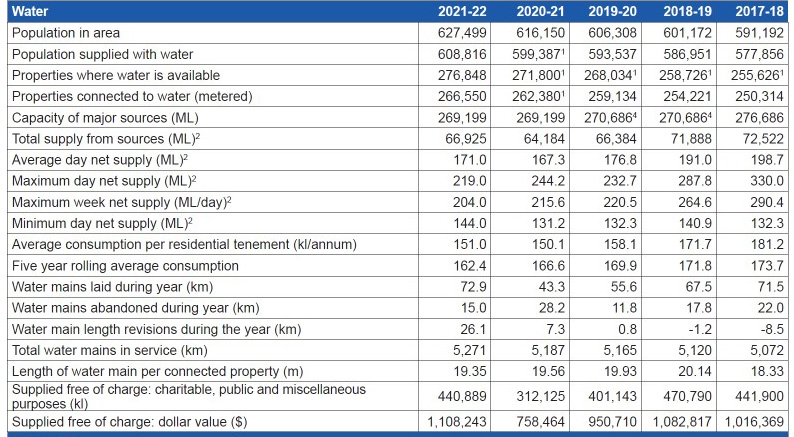 Water 2021-22 2020-21 2019-20 2018-19 2017-18
Population in area 627,499 616,150 606,308 601,172 591,192
Population supplied with water 608,816 599,387¹ 593,537 586,951 577,856
Properties where water is available 276,848 271,800¹ 268,034¹ 258,726¹ 255,626¹
Properties connected to water (metered) 266,550 262,380¹ 259,134 254,221 250,314
Capacity of major sources (ML) 269,199 269,199 270,686⁴ 270,686⁴ 276,686
Total supply from sources (ML)² 66,925 64,184 66,384 71,888 72,522
Average day net supply (ML)² 171.0 167.3 176.8 191.0 198.7
Maximum day net supply (ML)² 219.0 244.2 232.7 287.8 330.0
Maximum week net supply (ML/day)² 204.0 215.6 220.5 264.6 290.4
Minimum day net supply (ML)² 144.0 131.2 132.3 140.9 132.3
Average consumption per residential tenement (kl/annum) 151.0 150.1 158.1 171.7 181.2
Five year rolling average consumption 162.4 166.6 169.9 171.8 173.7
Water mains laid during year (km) 72.9 43.3 55.6 67.5 71.5
Water mains abandoned during year (km) 15.0 28.2 11.8 17.8 22.0
Water main length revisions during the year (km) 26.1 7.3 0.8 -1.2 -8.5
Total water mains in service (km) 5,271 5,187 5,165 5,120 5,072
Length of water main per connected property (m) 19.35 19.56 19.93 20.14 18.33
Supplied free of charge: charitable, public and miscellaneous
purposes (kl) 440,889 312,125 401,143 470,790 441,900
Supplied free of charge: dollar value ($) 1,108,243 758,464 950,710 1,082,817 1,016,369